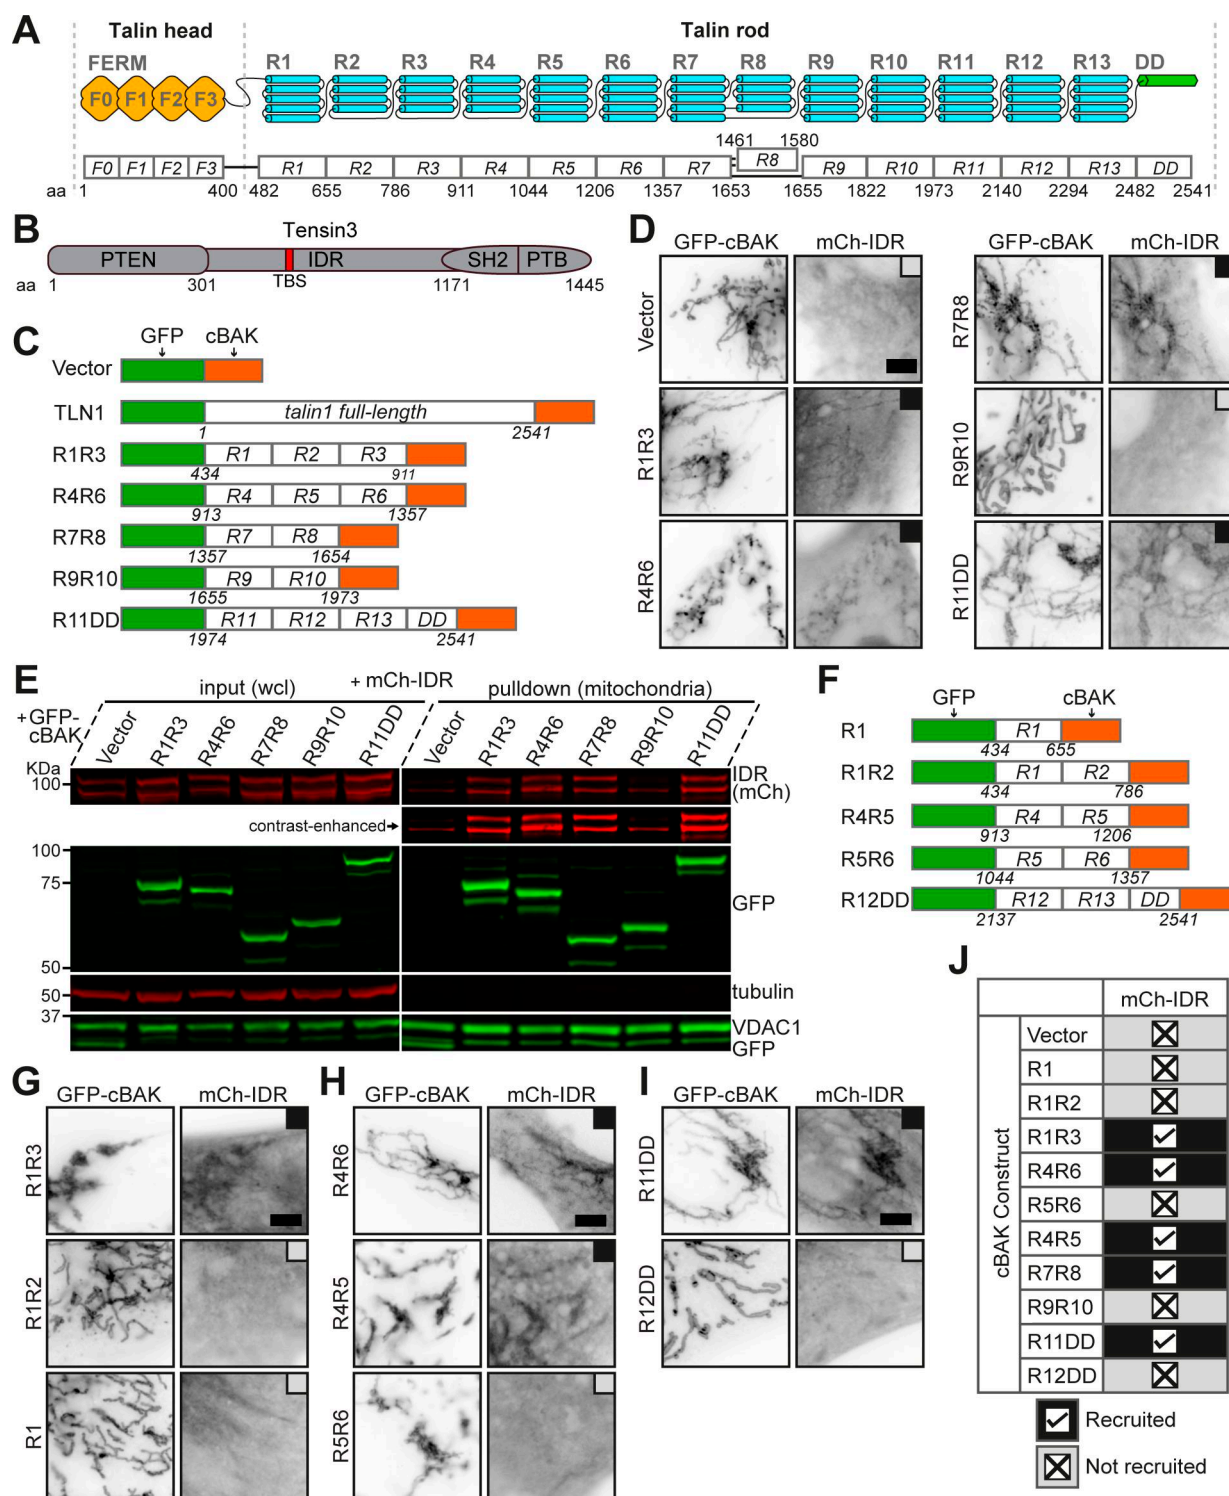 A
Talin head
Talin rod
FERM
R1 R2 R3 R4 R5 R6 R7 R8 R9 R10 R11 R12 R13 DD
F0 F1 F2 F3
1461 1580
F0 F1 F2 F3 R1 R2 R3 R4 R5 R6 R7 R8 R9 R10 R11 R12 R13 DD
aa 1 400 482 655 786 911 1044 1206 1357 1653 1655 1822 1973 2140 2294 2482 2541
B
Tensin3
PTEN IDR SH2 PTB
TBS
aa 1 301 1171 1445
C
GFP cBAK
Vector
TLN1 talin1 full-length
1 2541
R1R3 R1 R2 R3
434 911
R4R6 R4 R5 R6
913 1357
R7R8 R7 R8
1357 1654
R9R10 R9 R10
1655 1973
R11DD R11 R12 R13 DD
1974 2541
D
GFP-cBAK mCh-IDR GFP-cBAK mCh-IDR
Vector
R7R8
R1R3
R9R10
R4R6
R11DD
E
input (wcl) + mCh-IDR pulldown (mitochondria)
+GFP-
cBAK
Vector R1R3 R4R6 R7R8 R9R10 R11DD Vector R1R3 R4R6 R7R8 R9R10 R11DD
KDa
100
IDR
(mCh)
contrast-enhanced
100
75
GFP
50
50 tubulin
37
VDAC1
GFP
F
GFP cBAK
R1 R1
434 655
R1R2 R1 R2
434 786
R4R5 R4 R5
913 1206
R5R6 R5 R6
1044 1357
R12DD R12 R13 DD
2137 2541
G
GFP-cBAK mCh-IDR
R1R3
R1R2
R1
H
GFP-cBAK mCh-IDR
R4R6
R4R5
R5R6
I
GFP-cBAK mCh-IDR
R11DD
R12DD
J
mCh-IDR
cBAK Construct
Vector
R1
R1R2
R1R3
R4R6
R5R6
R4R5
R7R8
R9R10
R11DD
R12DD
Recruited
Not recruited